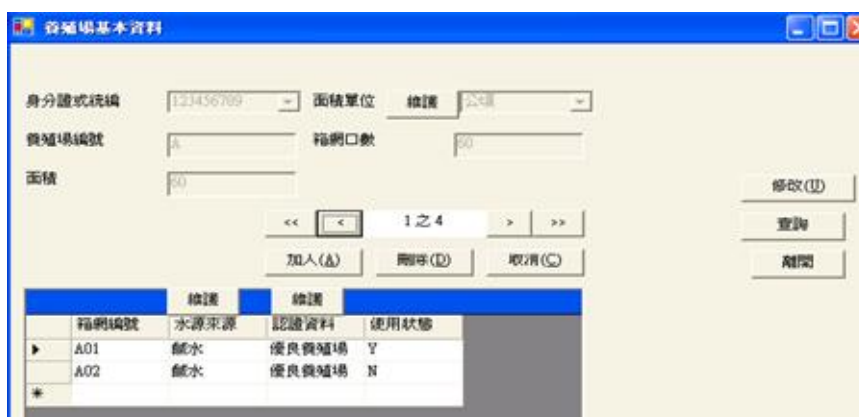 養殖場基本資料
身分證或統編 123456789 面積單位 維護 公頃
養殖場編號 A 箱網口數 60
面積 60
修改(U)
<< < 1之4 > >> 查詢
加入(A) 刪除(D) 取消(C) 離開
維護 維護
箱網編號 水源來源 認證資料 使用狀態
A01 鹹水 優良養殖場 Y
A02 鹹水 優良養殖場 N